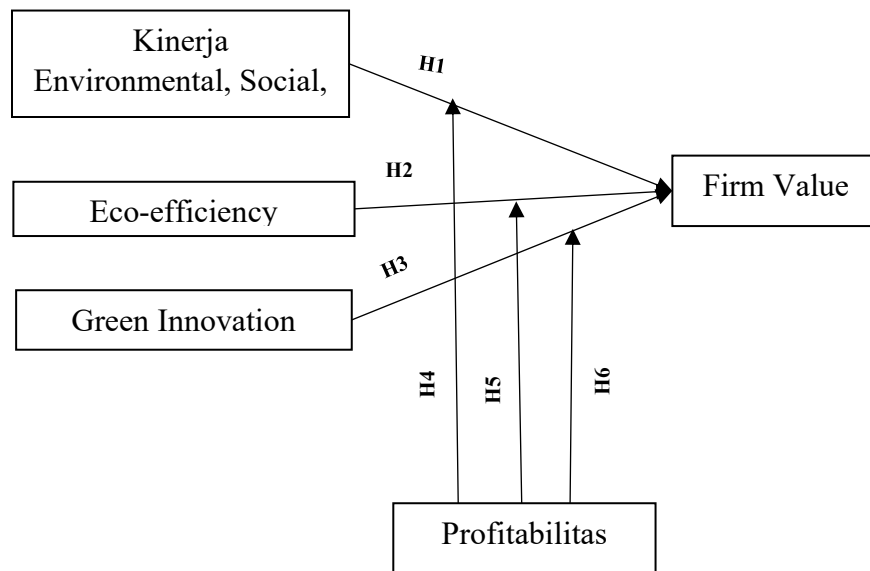 Kinerja
Environmental, Social,
H1
H2
Eco-efficiency
Firm Value
H3
Green Innovation
H4
H5
H6
Profitabilitas